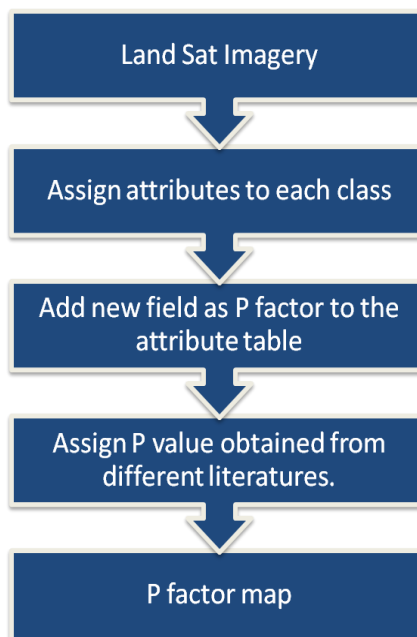 Land Sat Imagery
Assign attributes to each class
Add new field as P factor to the
attribute table
Assign P value obtained from
different literatures.
P factor map